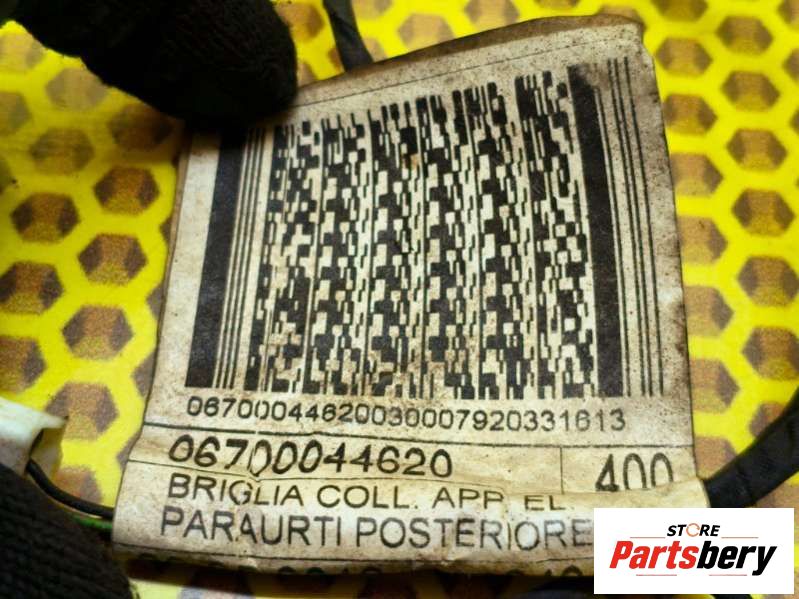 06700044620030007920331613
06700044620
400
BRIGLIA COLL. APP. EL.
PARAURTI POSTERIORE
STORE
Partsbery